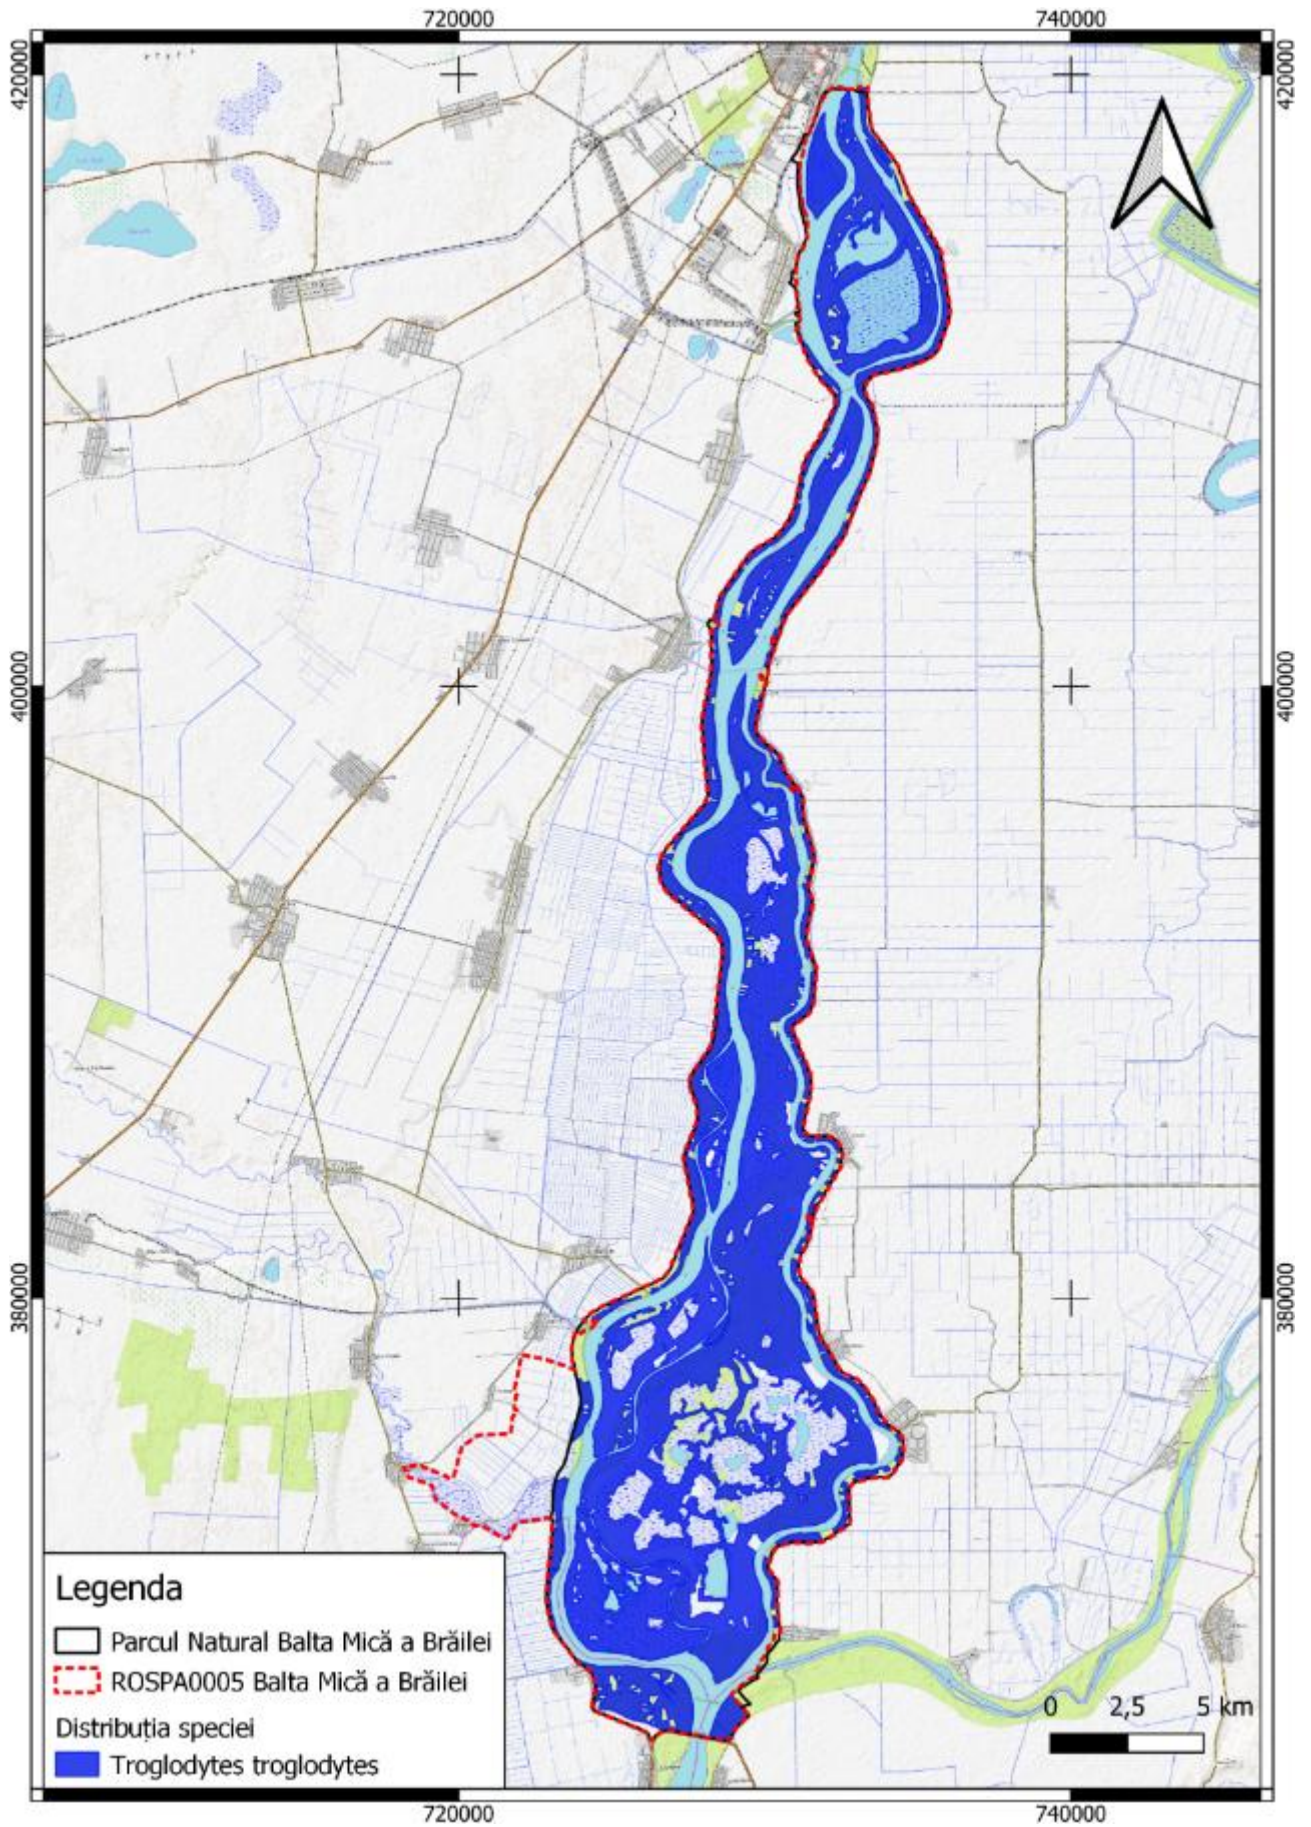 720000 740000
420000 420000
400000 400000
380000 380000
Legenda
Parcul Natural Balta Mică a Brăilei
ROSPA0005 Balta Mică a Brăilei
Distribuția speciei
Troglodytes troglodytes
0 2,5 5 km
720000 740000